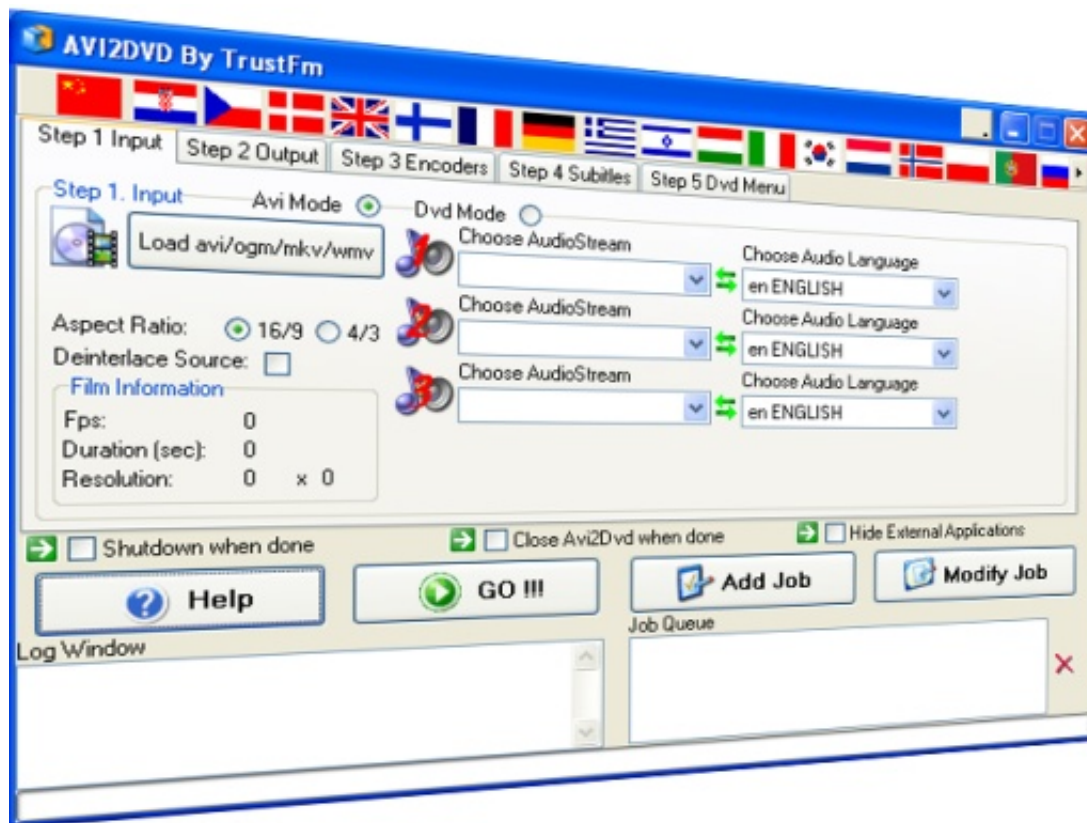 AVI2DVD By TrustFm
Step 1 Input Step 2 Output Step 3 Encoders Step 4 Subitles Step 5 Dvd Menu
Step 1. Input Avi Mode Dvd Mode
Load avi/ogm/mkv/wmv
1 Choose AudioStream Choose Audio Language
en ENGLISH
Aspect Ratio: 16/9 4/3
2 Choose AudioStream Choose Audio Language
en ENGLISH
Deinterlace Source:
3 Choose AudioStream Choose Audio Language
en ENGLISH
Film Information
Fps: 0
Duration (sec): 0
Resolution: 0 x 0
Shutdown when done Close Avi2Dvd when done Hide External Applications
Help GO !!! Add Job Modify Job
Log Window Job Queue